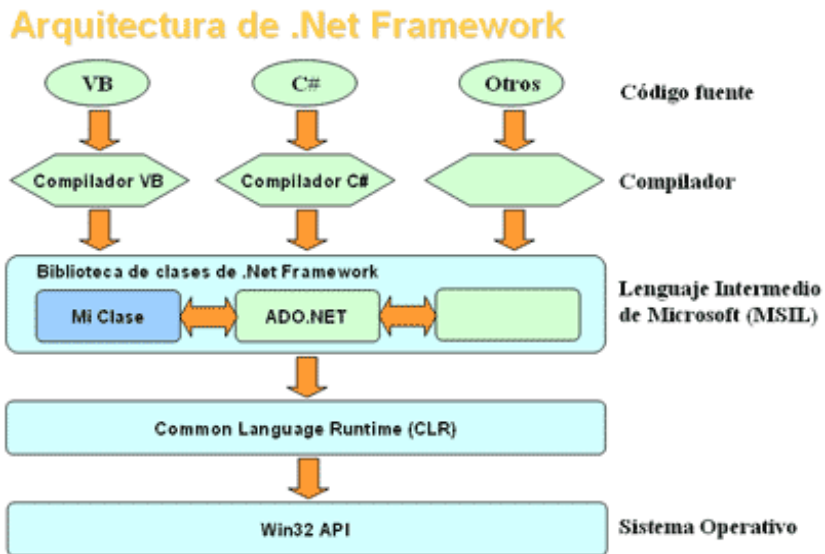 Arquitectura de .Net Framework
VB
C#
Otros
Código fuente
Compilador VB
Compilador C#
Compilador
Biblioteca de clases de .Net Framework
Mi Clase
ADO.NET
Lenguaje Intermedio
de Microsoft (MSIL)
Common Language Runtime (CLR)
Win32 API
Sistema Operativo